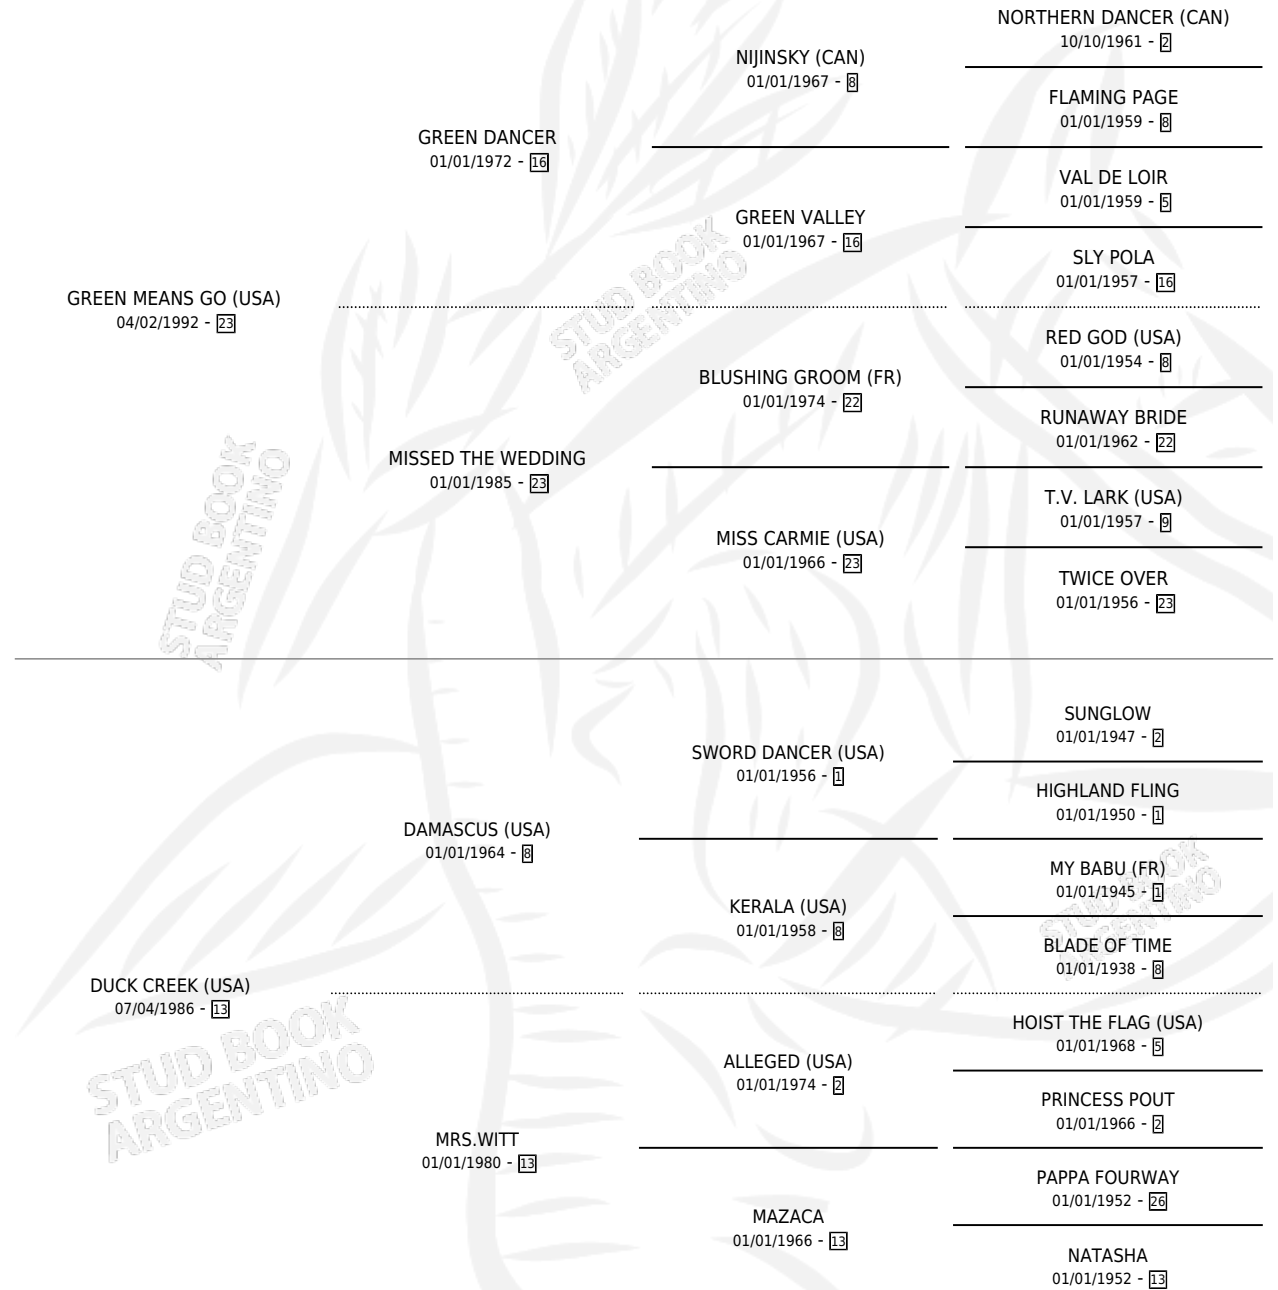 NORTHERN DANCER (CAN)
10/10/1961 - 2
NIJINSKY (CAN)
01/01/1967 - 8
FLAMING PAGE
01/01/1959 - 8
GREEN DANCER
01/01/1972 - 16
VAL DE LOIR
01/01/1959 - 5
GREEN VALLEY
01/01/1967 - 16
SLY POLA
01/01/1957 - 16
GREEN MEANS GO (USA)
04/02/1992 - 23
RED GOD (USA)
01/01/1954 - 8
BLUSHING GROOM (FR)
01/01/1974 - 22
RUNAWAY BRIDE
01/01/1962 - 22
MISSED THE WEDDING
01/01/1985 - 23
T.V. LARK (USA)
01/01/1957 - 9
MISS CARMIE (USA)
01/01/1966 - 23
TWICE OVER
01/01/1956 - 23
SUNGLOW
01/01/1947 - 2
SWORD DANCER (USA)
01/01/1956 - 1
HIGHLAND FLING
01/01/1950 - 1
DAMASCUS (USA)
01/01/1964 - 8
MY BABU (FR)
01/01/1945 - 1
KERALA (USA)
01/01/1958 - 8
BLADE OF TIME
01/01/1938 - 8
DUCK CREEK (USA)
07/04/1986 - 13
HOIST THE FLAG (USA)
01/01/1968 - 5
ALLEGED (USA)
01/01/1974 - 2
PRINCESS POUT
01/01/1966 - 2
MRS.WITT
01/01/1980 - 13
PAPPA FOURWAY
01/01/1952 - 26
MAZACA
01/01/1966 - 13
NATASHA
01/01/1952 - 13
STUD BOOK
ARGENTINO
STUD BOOK
ARGENTINO
STUD BOOK
ARGENTINO
STUD BOOK
ARGENTINO